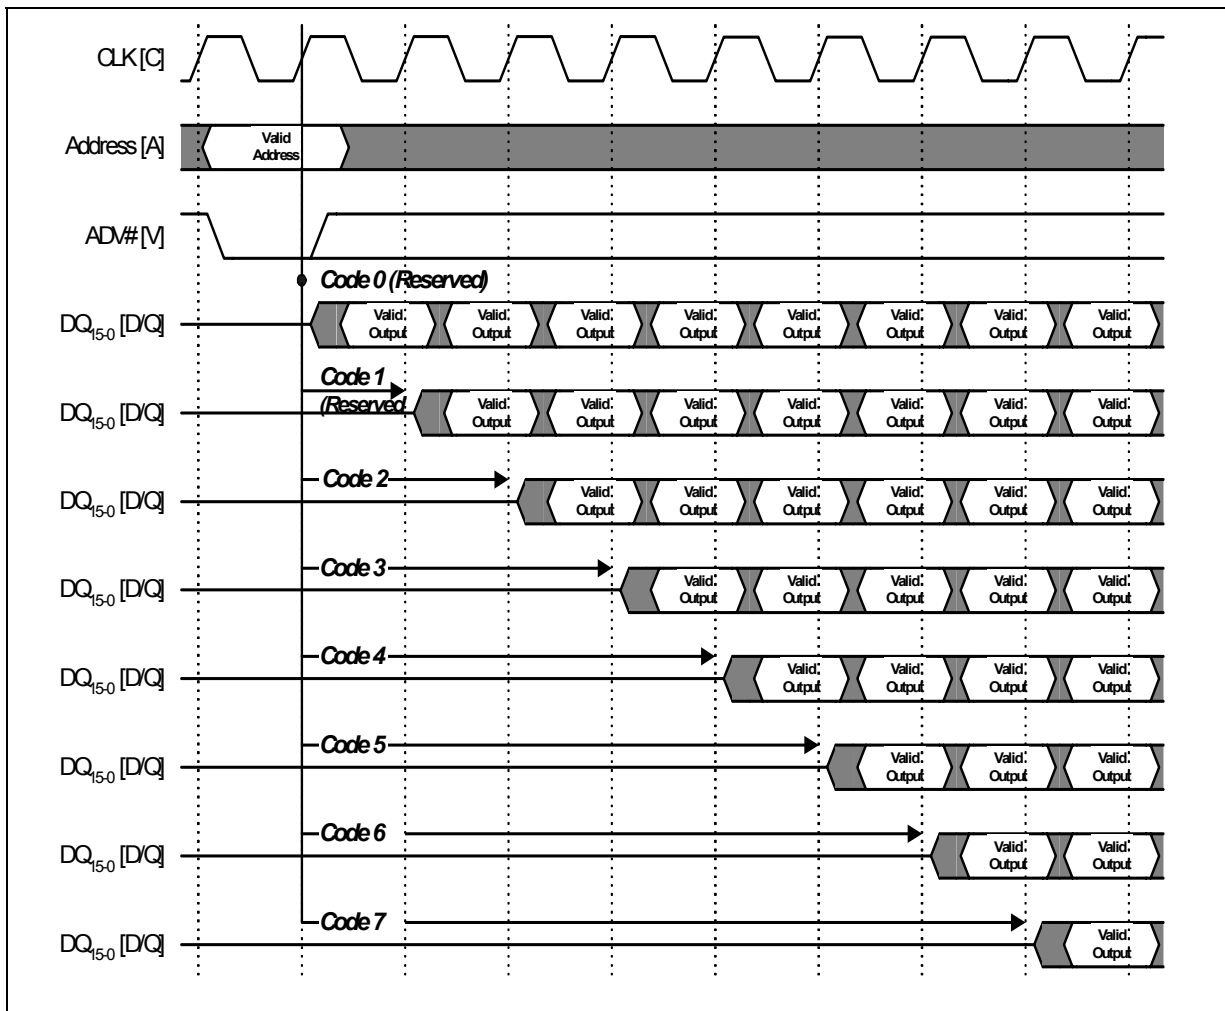 CLK [C]
Address [A]
Valid
Address
ADV# [V]
Code 0 (Reserved)
DQ15-0 [D/Q]
Valid Valid Valid Valid Valid Valid Valid Valid
Output Output Output Output Output Output Output Output
Code 1
(Reserved
DQ15-0 [D/Q]
Valid Valid Valid Valid Valid Valid Valid
Output Output Output Output Output Output Output
Code 2
DQ15-0 [D/Q]
Valid Valid Valid Valid Valid Valid
Output Output Output Output Output Output
Code 3
DQ15-0 [D/Q]
Valid Valid Valid Valid Valid
Output Output Output Output Output
Code 4
DQ15-0 [D/Q]
Valid Valid Valid Valid
Output Output Output Output
Code 5
DQ15-0 [D/Q]
Valid Valid Valid
Output Output Output
Code 6
DQ15-0 [D/Q]
Valid Valid
Output Output
Code 7
DQ15-0 [D/Q]
Valid
Output